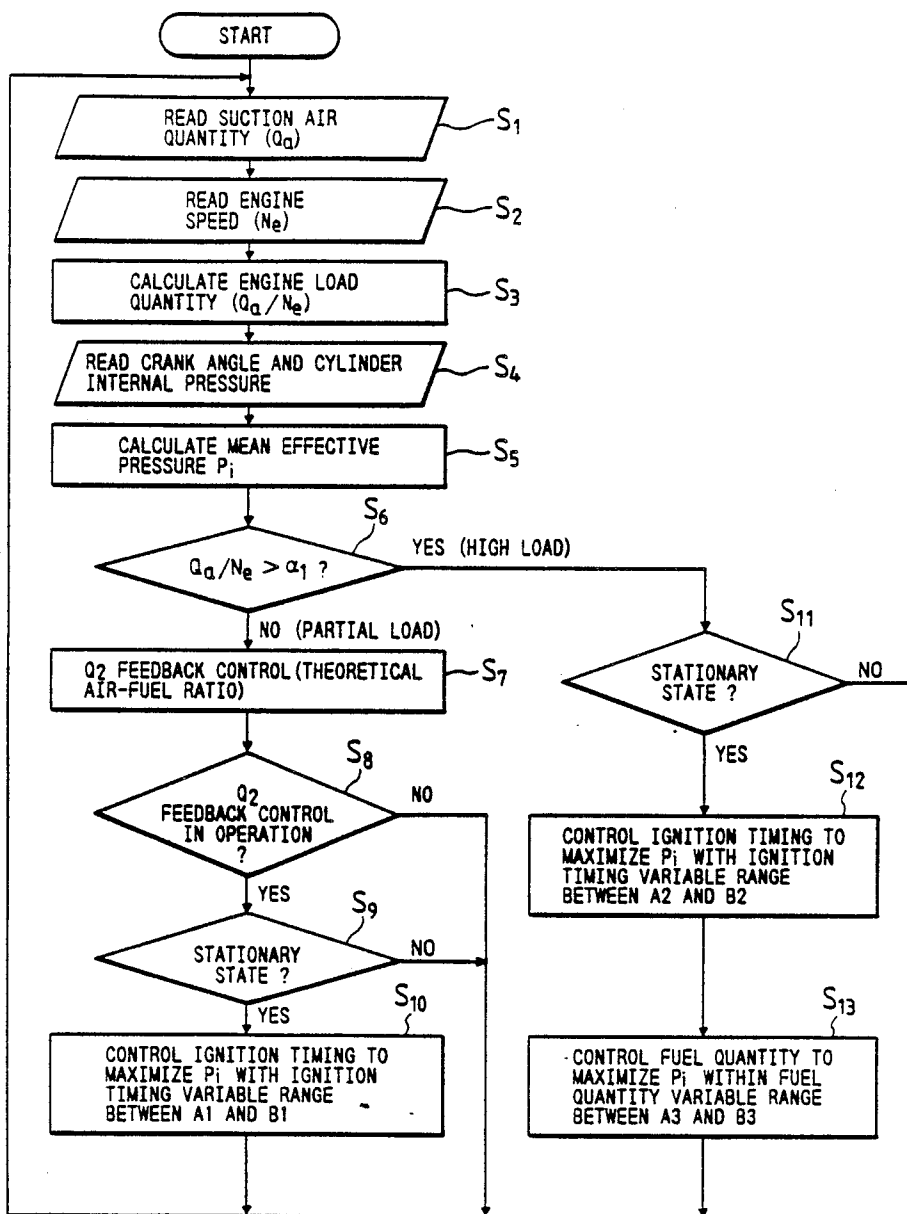 START
READ SUCTION AIR
QUANTITY (Qa)
S1
READ ENGINE
SPEED (Ne)
S2
CALCULATE ENGINE LOAD
QUANTITY (Qa/Ne)
S3
READ CRANK ANGLE AND CYLINDER
INTERNAL PRESSURE
S4
CALCULATE MEAN EFFECTIVE
PRESSURE Pi
S5
S6
Qa/Ne > α1 ?
YES (HIGH LOAD)
NO (PARTIAL LOAD)
Q2 FEEDBACK CONTROL(THEORETICAL
AIR-FUEL RATIO)
S7
S8
Q2
FEEDBACK CONTROL
IN OPERATION
?
NO
YES
S9
STATIONARY
STATE ?
NO
YES
S10
CONTROL IGNITION TIMING TO
MAXIMIZE Pi WITH IGNITION
TIMING VARIABLE RANGE
BETWEEN A1 AND B1
S11
STATIONARY
STATE ?
NO
YES
S12
CONTROL IGNITION TIMING TO
MAXIMIZE Pi WITH IGNITION
TIMING VARIABLE RANGE
BETWEEN A2 AND B2
S13
CONTROL FUEL QUANTITY TO
MAXIMIZE Pi WITHIN FUEL
QUANTITY VARIABLE RANGE
BETWEEN A3 AND B3